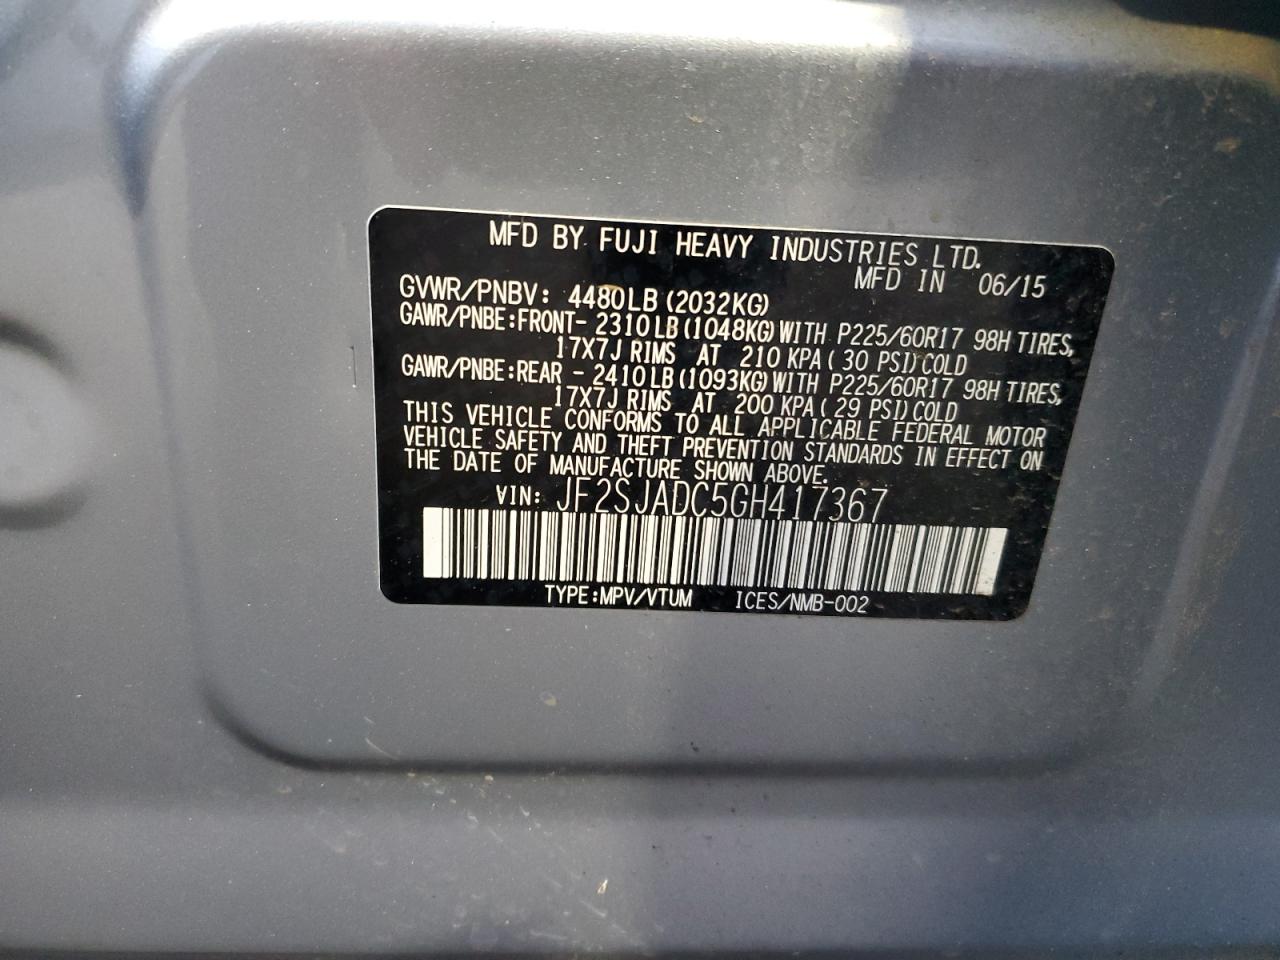 MFD BY FUJI HEAVY INDUSTRIES LTD.
MFD IN 06/15
GVWR/PNBV: 4480LB (2032KG)
GAWR/PNBE:FRONT- 2310LB(1048KG)WITH P225/60R17 98H TIRES,
17X7J RIMS AT 210 KPA( 30 PSI)COLD
GAWR/PNBE:REAR - 2410LB(1093KG)WITH P225/60R17 98H TIRES,
17X7J RIMS AT 200 KPA( 29 PSI)COLD
THIS VEHICLE CONFORMS TO ALL APPLICABLE FEDERAL MOTOR
VEHICLE SAFETY AND THEFT PREVENTION STANDARDS IN EFFECT ON
THE DATE OF MANUFACTURE SHOWN ABOVE.
VIN: JF2SJADC5GH417367
TYPE:MPV/VTUM ICES/NMB-002